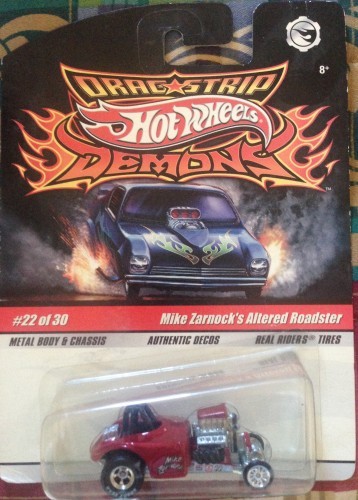 8+
DRAG★STRIP
Hot Wheels
DEMONS
#22 of 30
Mike Zarnock's Altered Roadster
METAL BODY & CHASSIS
AUTHENTIC DECOS
REAL RIDERS® TIRES